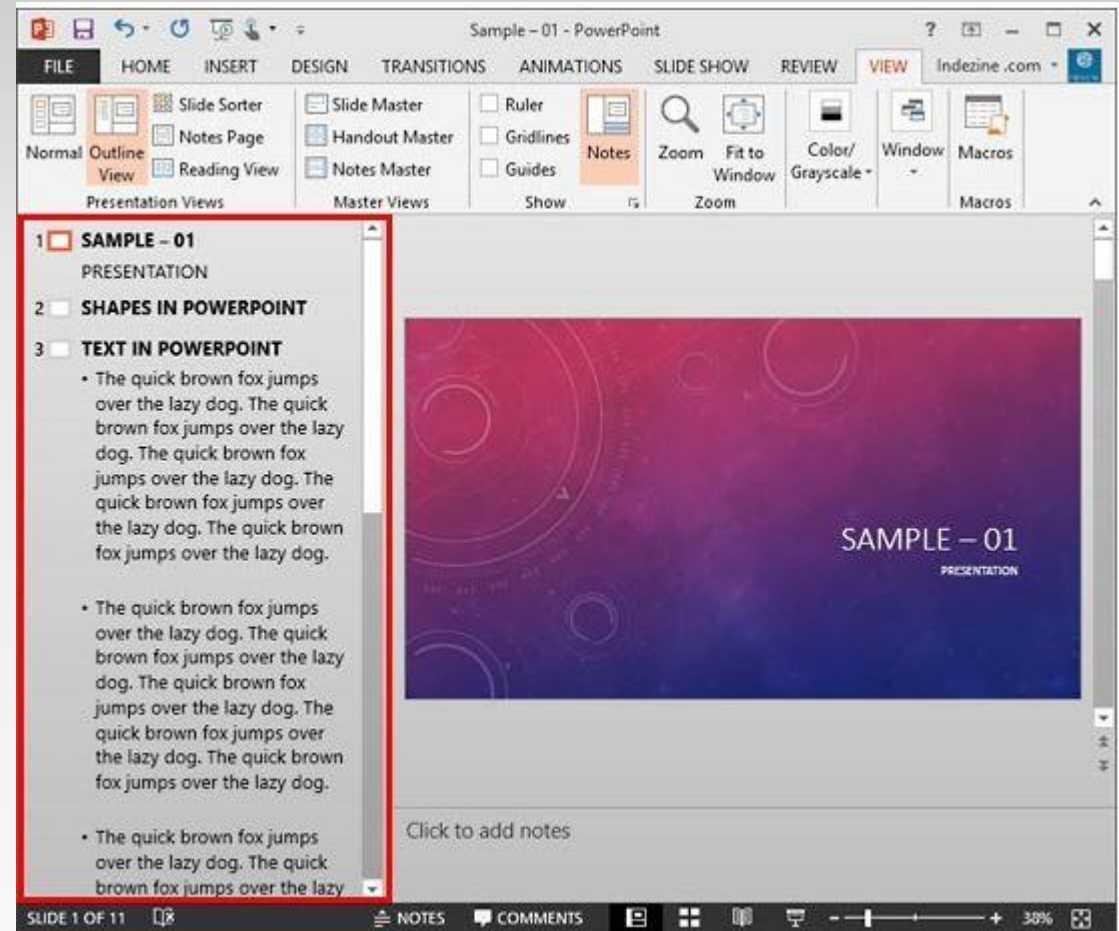 Sample – 01 - PowerPoint
?
FILE HOME INSERT DESIGN TRANSITIONS ANIMATIONS SLIDE SHOW REVIEW VIEW Indezine .com
Normal
Outline
View
Slide Sorter
Notes Page
Reading View
Presentation Views
Slide Master
Handout Master
Notes Master
Master Views
Ruler
Gridlines
Guides
Show
Notes
Zoom
Fit to
Window
Zoom
Color/
Grayscale
Window
Macros
Macros
1 SAMPLE – 01
PRESENTATION
2 SHAPES IN POWERPOINT
3 TEXT IN POWERPOINT
• The quick brown fox jumps
over the lazy dog. The quick
brown fox jumps over the lazy
dog. The quick brown fox
jumps over the lazy dog. The
quick brown fox jumps over
the lazy dog. The quick brown
fox jumps over the lazy dog.
• The quick brown fox jumps
over the lazy dog. The quick
brown fox jumps over the lazy
dog. The quick brown fox
jumps over the lazy dog. The
quick brown fox jumps over
the lazy dog. The quick brown
fox jumps over the lazy dog.
• The quick brown fox jumps
over the lazy dog. The quick
brown fox jumps over the lazy
SAMPLE – 01
PRESENTATION
Click to add notes
SLIDE 1 OF 11 NOTES COMMENTS 38%